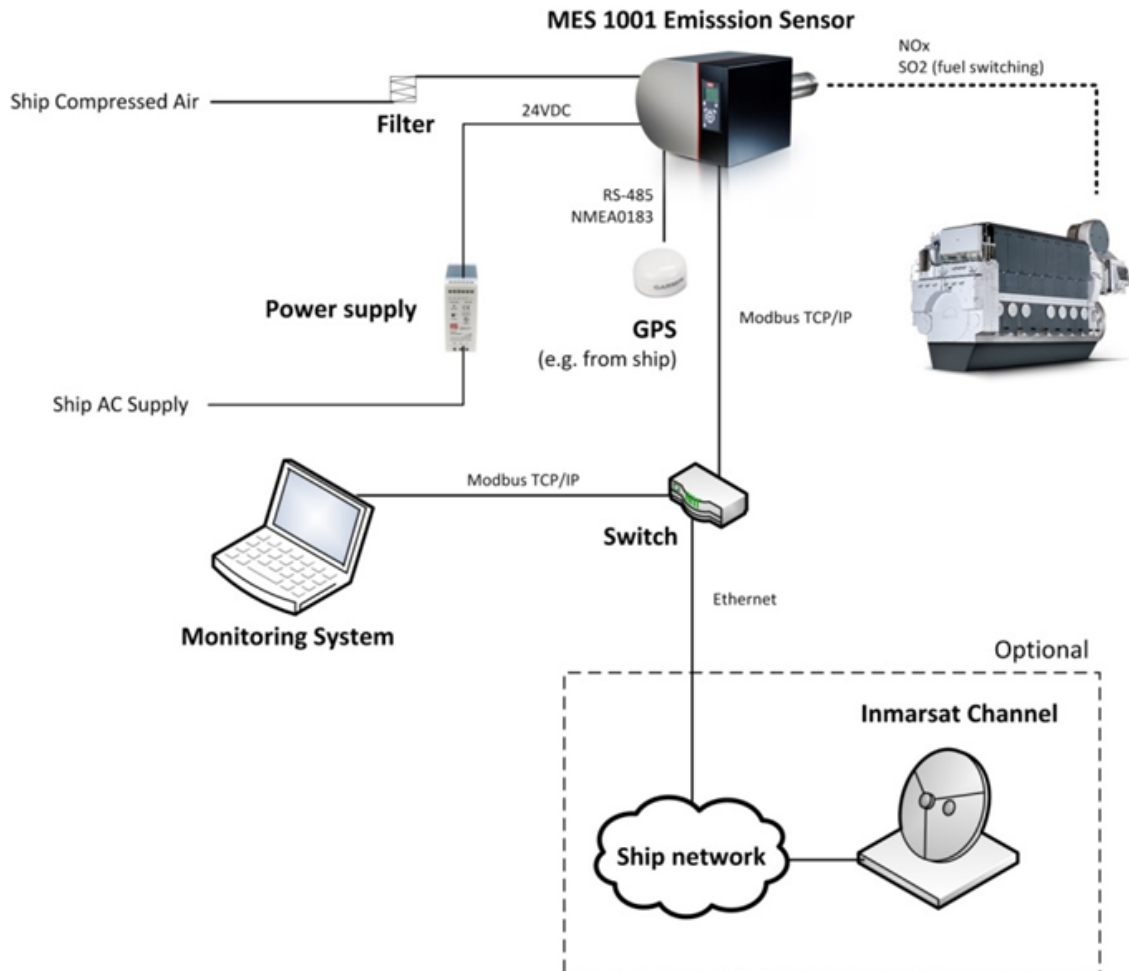 MES 1001 Emisssion Sensor
NOx
SO2 (fuel switching)
Ship Compressed Air
Filter
24VDC
RS-485
NMEA0183
Power supply
GPS
(e.g. from ship)
Modbus TCP/IP
Ship AC Supply
Modbus TCP/IP
Switch
Monitoring System
Ethernet
Optional
Inmarsat Channel
Ship network